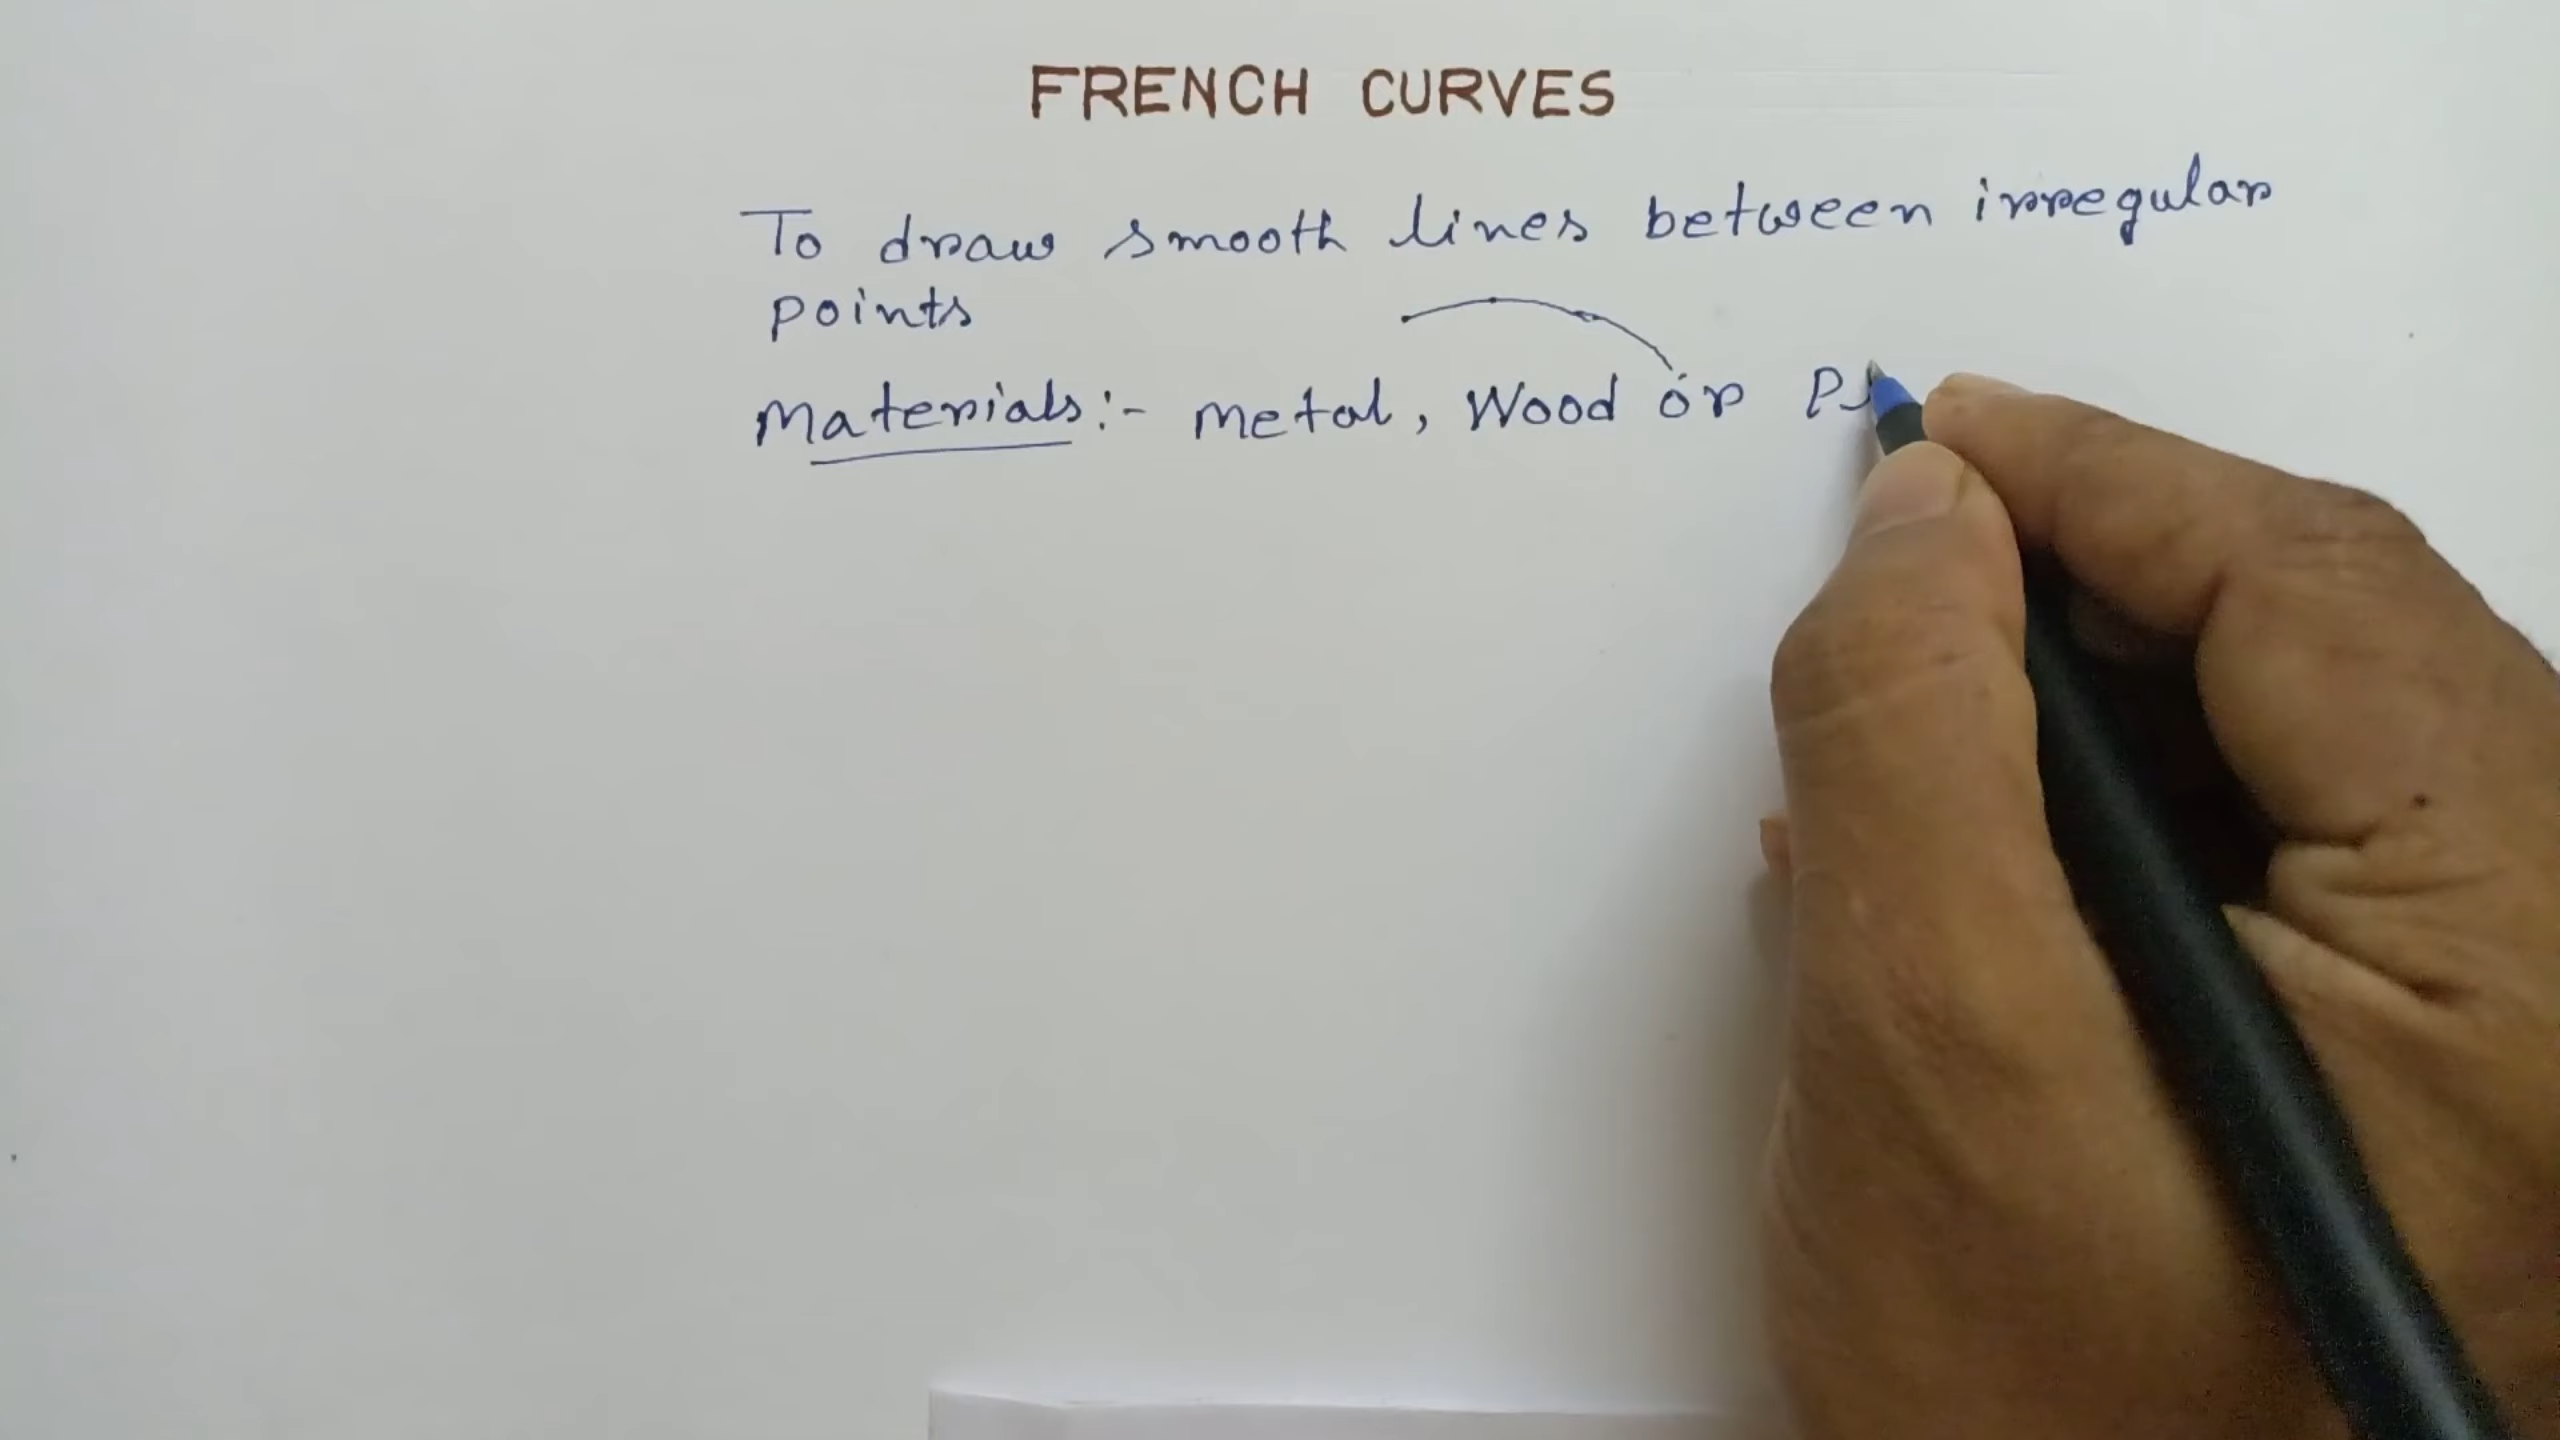 FRENCH CURVES
To draw smooth lines between irregular
points
Materials:- Metal, Wood or